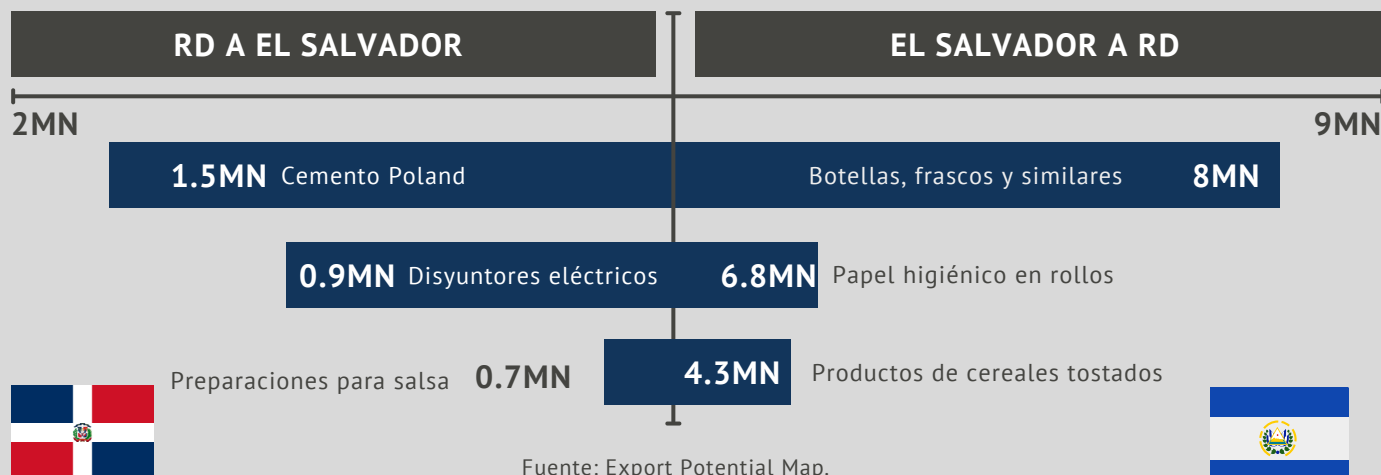 RD A EL SALVADOR
EL SALVADOR A RD
2MN
9MN
1.5MN Cemento Poland
Botellas, frascos y similares 8MN
0.9MN Disyuntores eléctricos
6.8MN Papel higiénico en rollos
Preparaciones para salsa 0.7MN
4.3MN Productos de cereales tostados
Fuente: Export Potential Map.